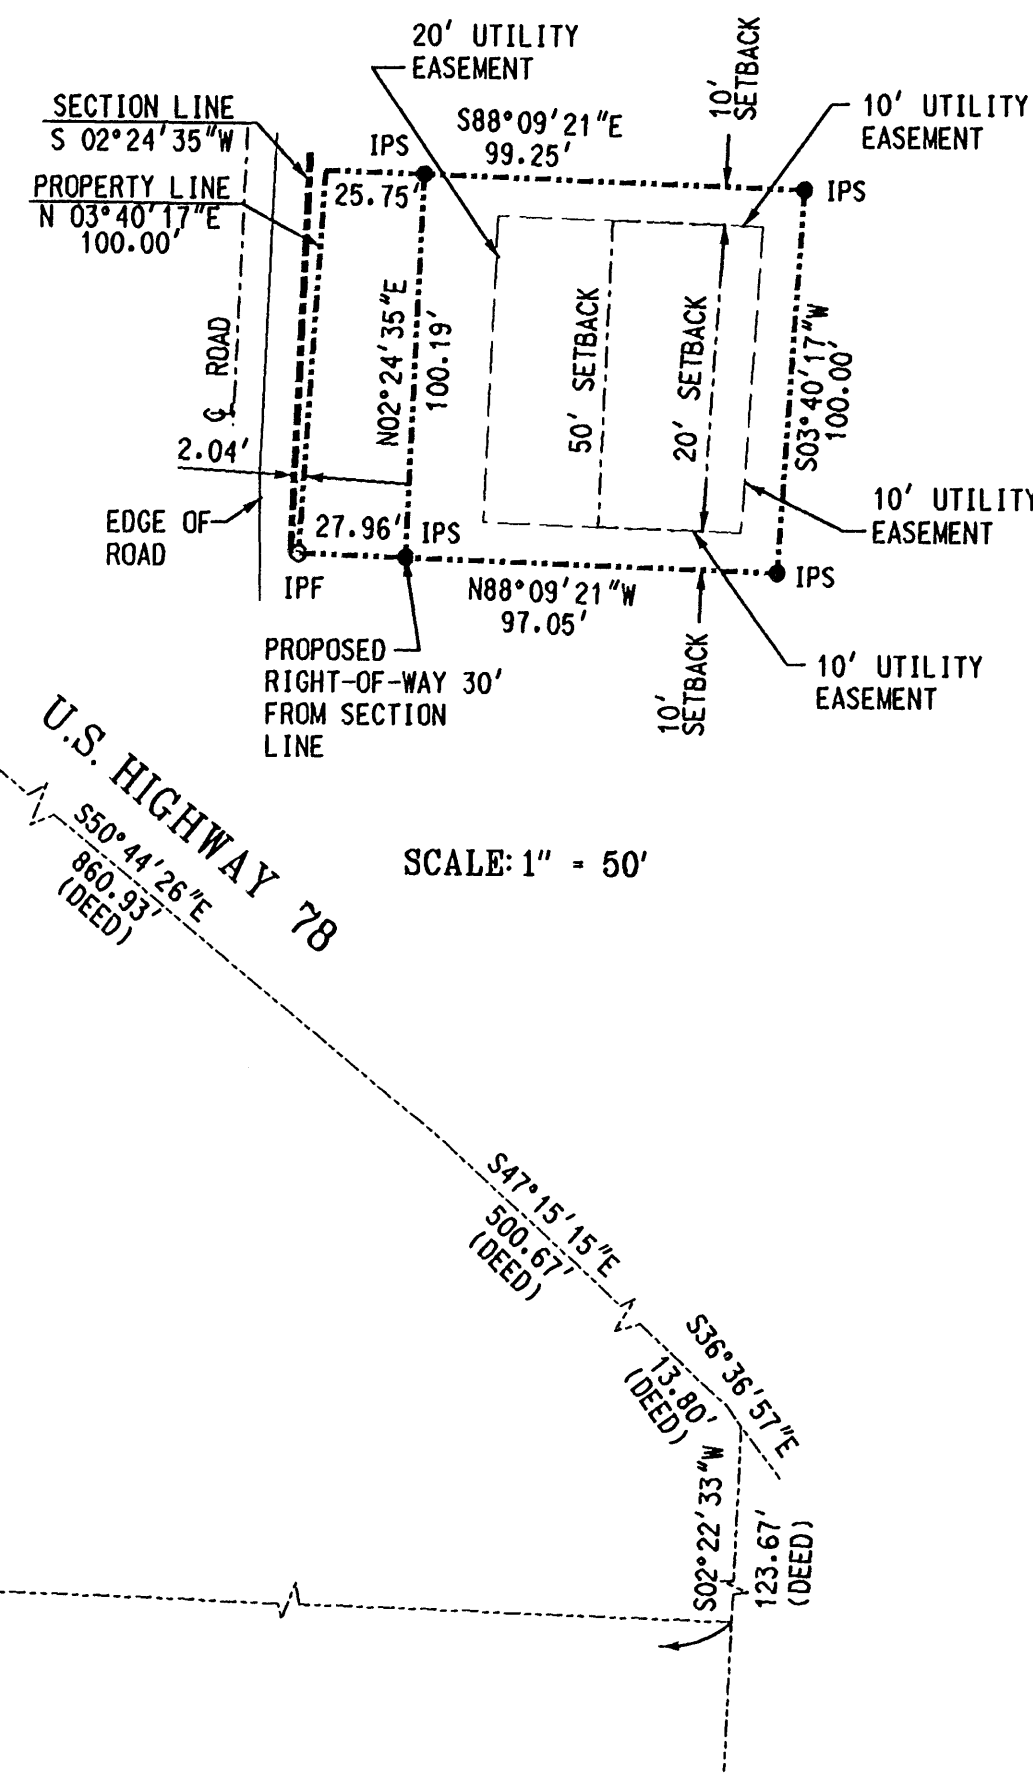 20' UTILITY
EASEMENT
10'
SETBACK
SECTION LINE
S 02°24'35"W
IPS
S88°09'21"E
99.25'
10' UTILITY
EASEMENT
PROPERTY LINE
N 03°40'17"E
100.00'
25.75'
IPS
℄ ROAD
N02°24'35"E
100.19'
50' SETBACK
20' SETBACK
S03°40'17"W
100.00'
2.04'
EDGE OF
ROAD
27.96'
IPS
10' UTILITY
EASEMENT
IPF
N88°09'21"W
97.05'
IPS
PROPOSED
RIGHT-OF-WAY 30'
FROM SECTION
LINE
10'
SETBACK
10' UTILITY
EASEMENT
U.S. HIGHWAY 78
S50°44'26"E
860.93'
(DEED)
SCALE: 1" = 50'
S47°15'15"E
500.67'
(DEED)
S36°36'57"E
13.80'
(DEED)
S02°22'33"W
123.67'
(DEED)